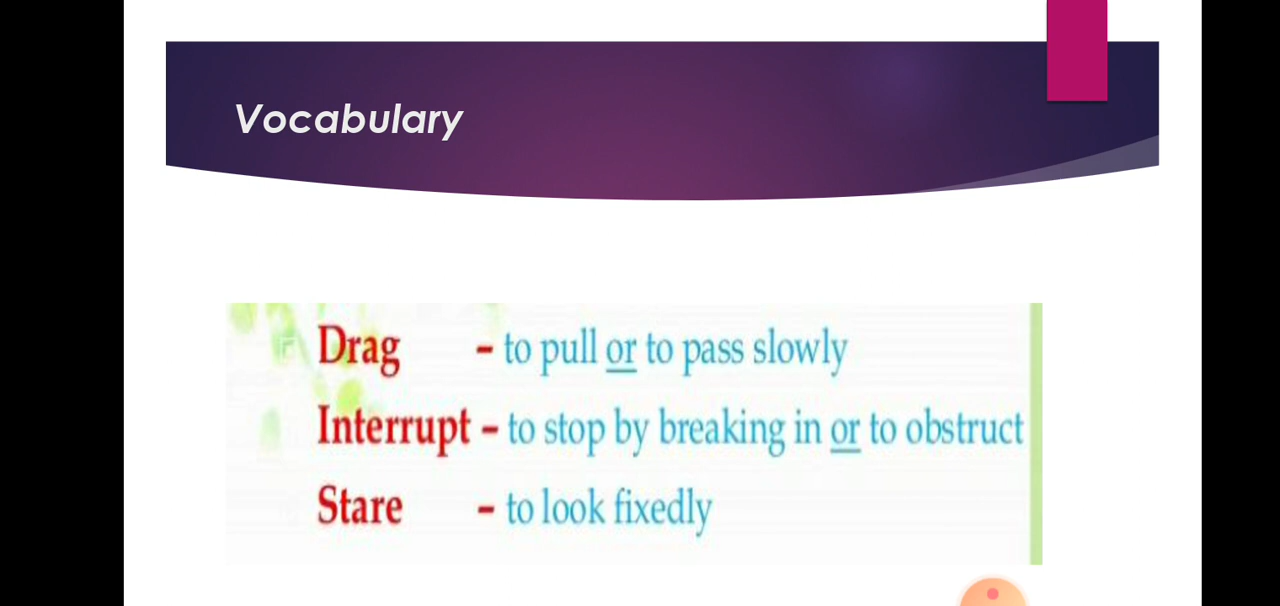 Vocabulary
Drag - to pull or to pass slowly
Interrupt - to stop by breaking in or to obstruct
Stare - to look fixedly